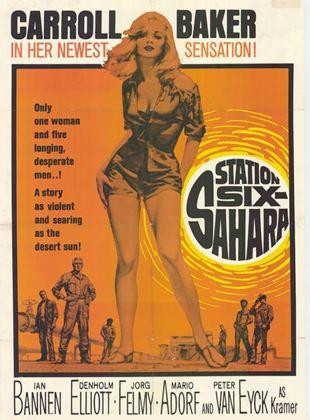 CARROLL BAKER
IN HER NEWEST SENSATION!
Only
one woman
and five
longing,
desperate
men..!
A story
as violent
and searing
as the
desert sun!
STATION
SIX-
SAHARA
IAN
BANNEN
DENHOLM
ELLIOTT
JORG
FELMY
MARIO
ADORF
AND
PETER
VAN EYCK
AS
Kramer